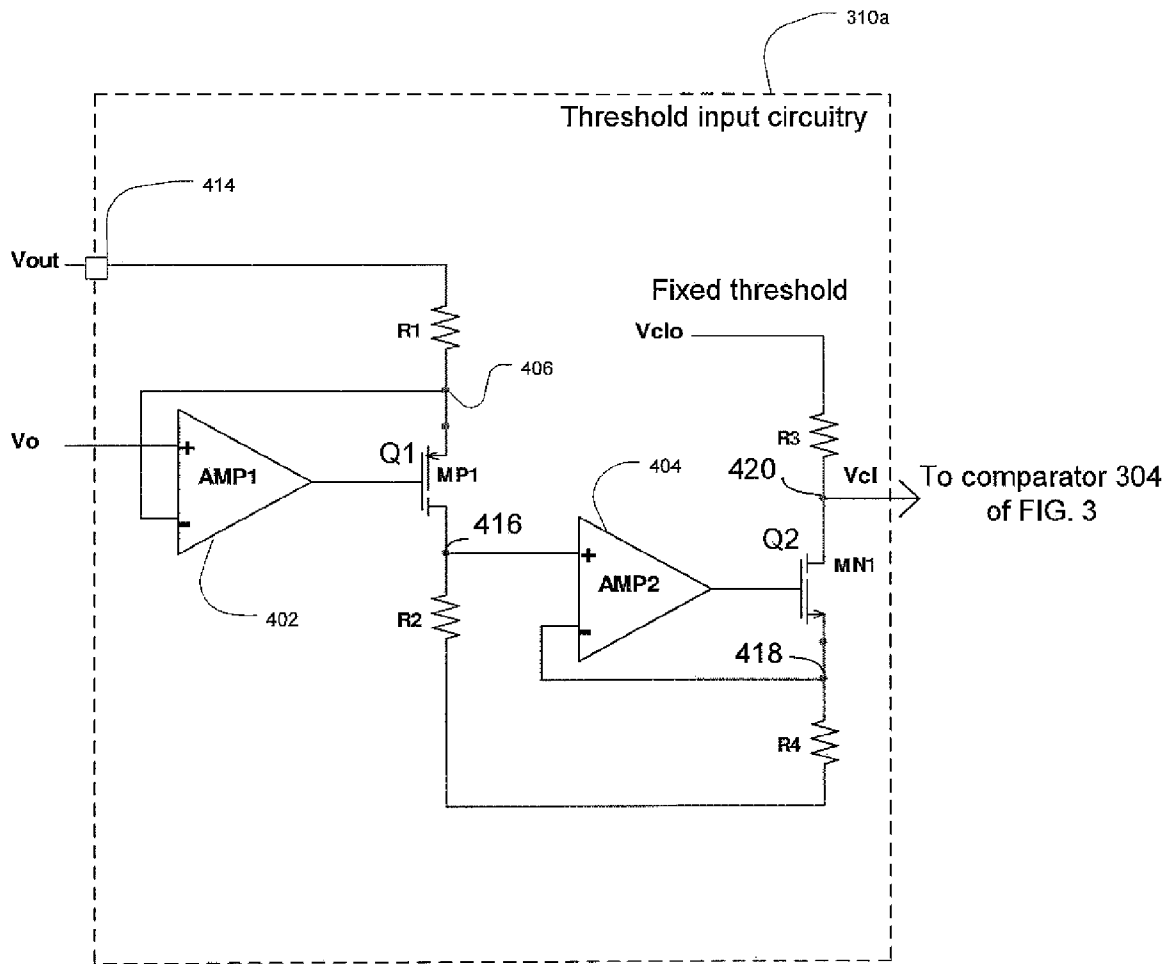 310a
Threshold input circuitry
414
Vout
Fixed threshold
Vclo
R1
406
Vo
+
AMP1
-
Q1
MP1
R3
404
420
Vcl
To comparator 304
of FIG. 3
416
Q2
+
AMP2
-
MN1
402
R2
418
R4